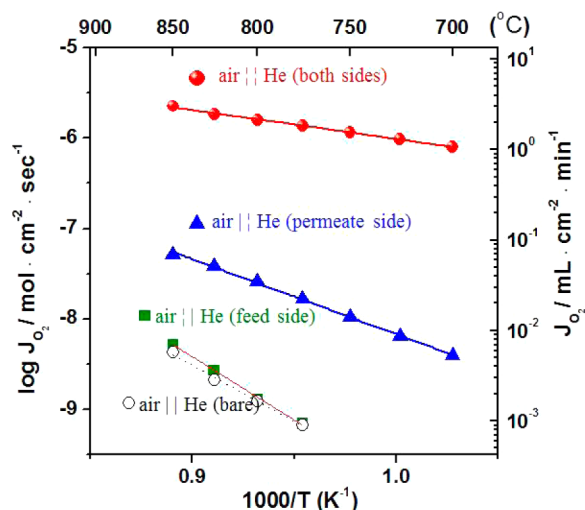 900 850 800 750 700 (°C)
-5
-6
-7
-8
-9
10¹
10⁰
10⁻¹
10⁻²
10⁻³
air ¦¦ He (both sides)
air |¦ He (permeate side)
air ¦| He (feed side)
air || He (bare)
log J_O₂ / mol · cm⁻² · sec⁻¹
J_O₂ / mL · cm⁻² · min⁻¹
0.9 1.0
1000/T (K⁻¹)